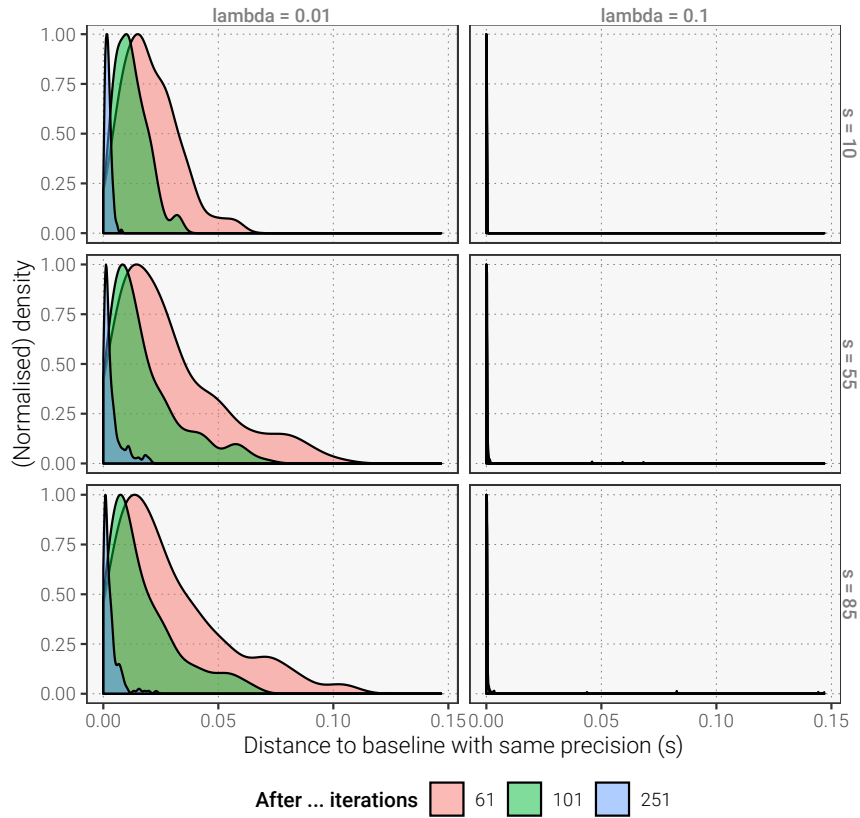 lambda = 0.01
lambda = 0.1
1.00
0.75
0.50
0.25
0.00
s = 10
1.00
0.75
0.50
0.25
0.00
s = 55
1.00
0.75
0.50
0.25
0.00
s = 85
(Normalised) density
0.00 0.05 0.10 0.15 0.00 0.05 0.10 0.15
Distance to baseline with same precision (s)
After ... iterations 61 101 251